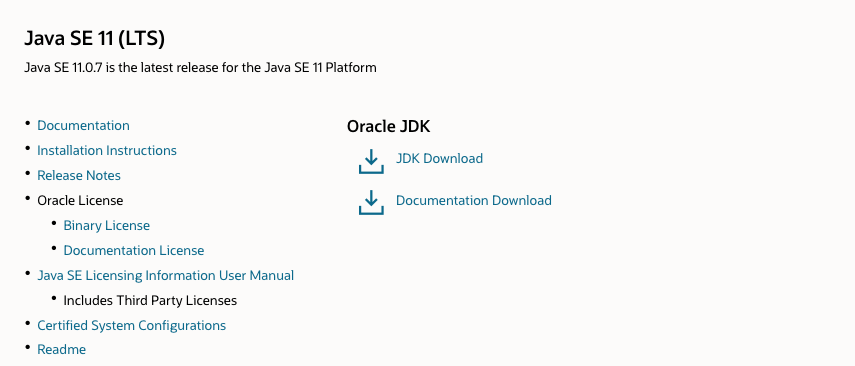 Java SE 11 (LTS)
Java SE 11.0.7 is the latest release for the Java SE 11 Platform
• Documentation
• Installation Instructions
• Release Notes
• Oracle License
• Binary License
• Documentation License
• Java SE Licensing Information User Manual
• Includes Third Party Licenses
• Certified System Configurations
• Readme
Oracle JDK
JDK Download
Documentation Download